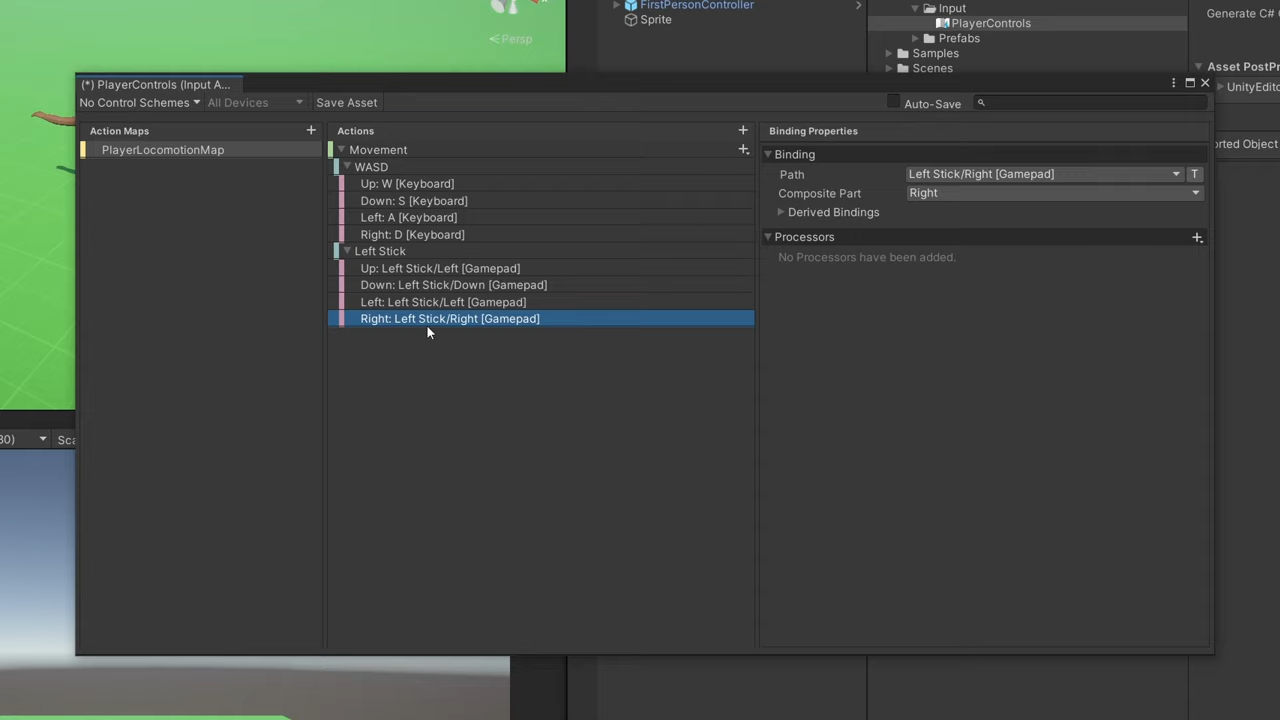 FirstPersonController
Sprite
Persp
Input
PlayerControls
Prefabs
Samples
Scenes
Generate C#
Asset PostPr
UnityEdito
orted Object
(*) PlayerControls (Input A...
No Control Schemes
All Devices
Save Asset
Auto-Save
Action Maps
PlayerLocomotionMap
Actions
Movement
WASD
Up: W [Keyboard]
Down: S [Keyboard]
Left: A [Keyboard]
Right: D [Keyboard]
Left Stick
Up: Left Stick/Left [Gamepad]
Down: Left Stick/Down [Gamepad]
Left: Left Stick/Left [Gamepad]
Right: Left Stick/Right [Gamepad]
Binding Properties
Binding
Path Left Stick/Right [Gamepad] T
Composite Part Right
Derived Bindings
Processors
No Processors have been added.
80) Sca